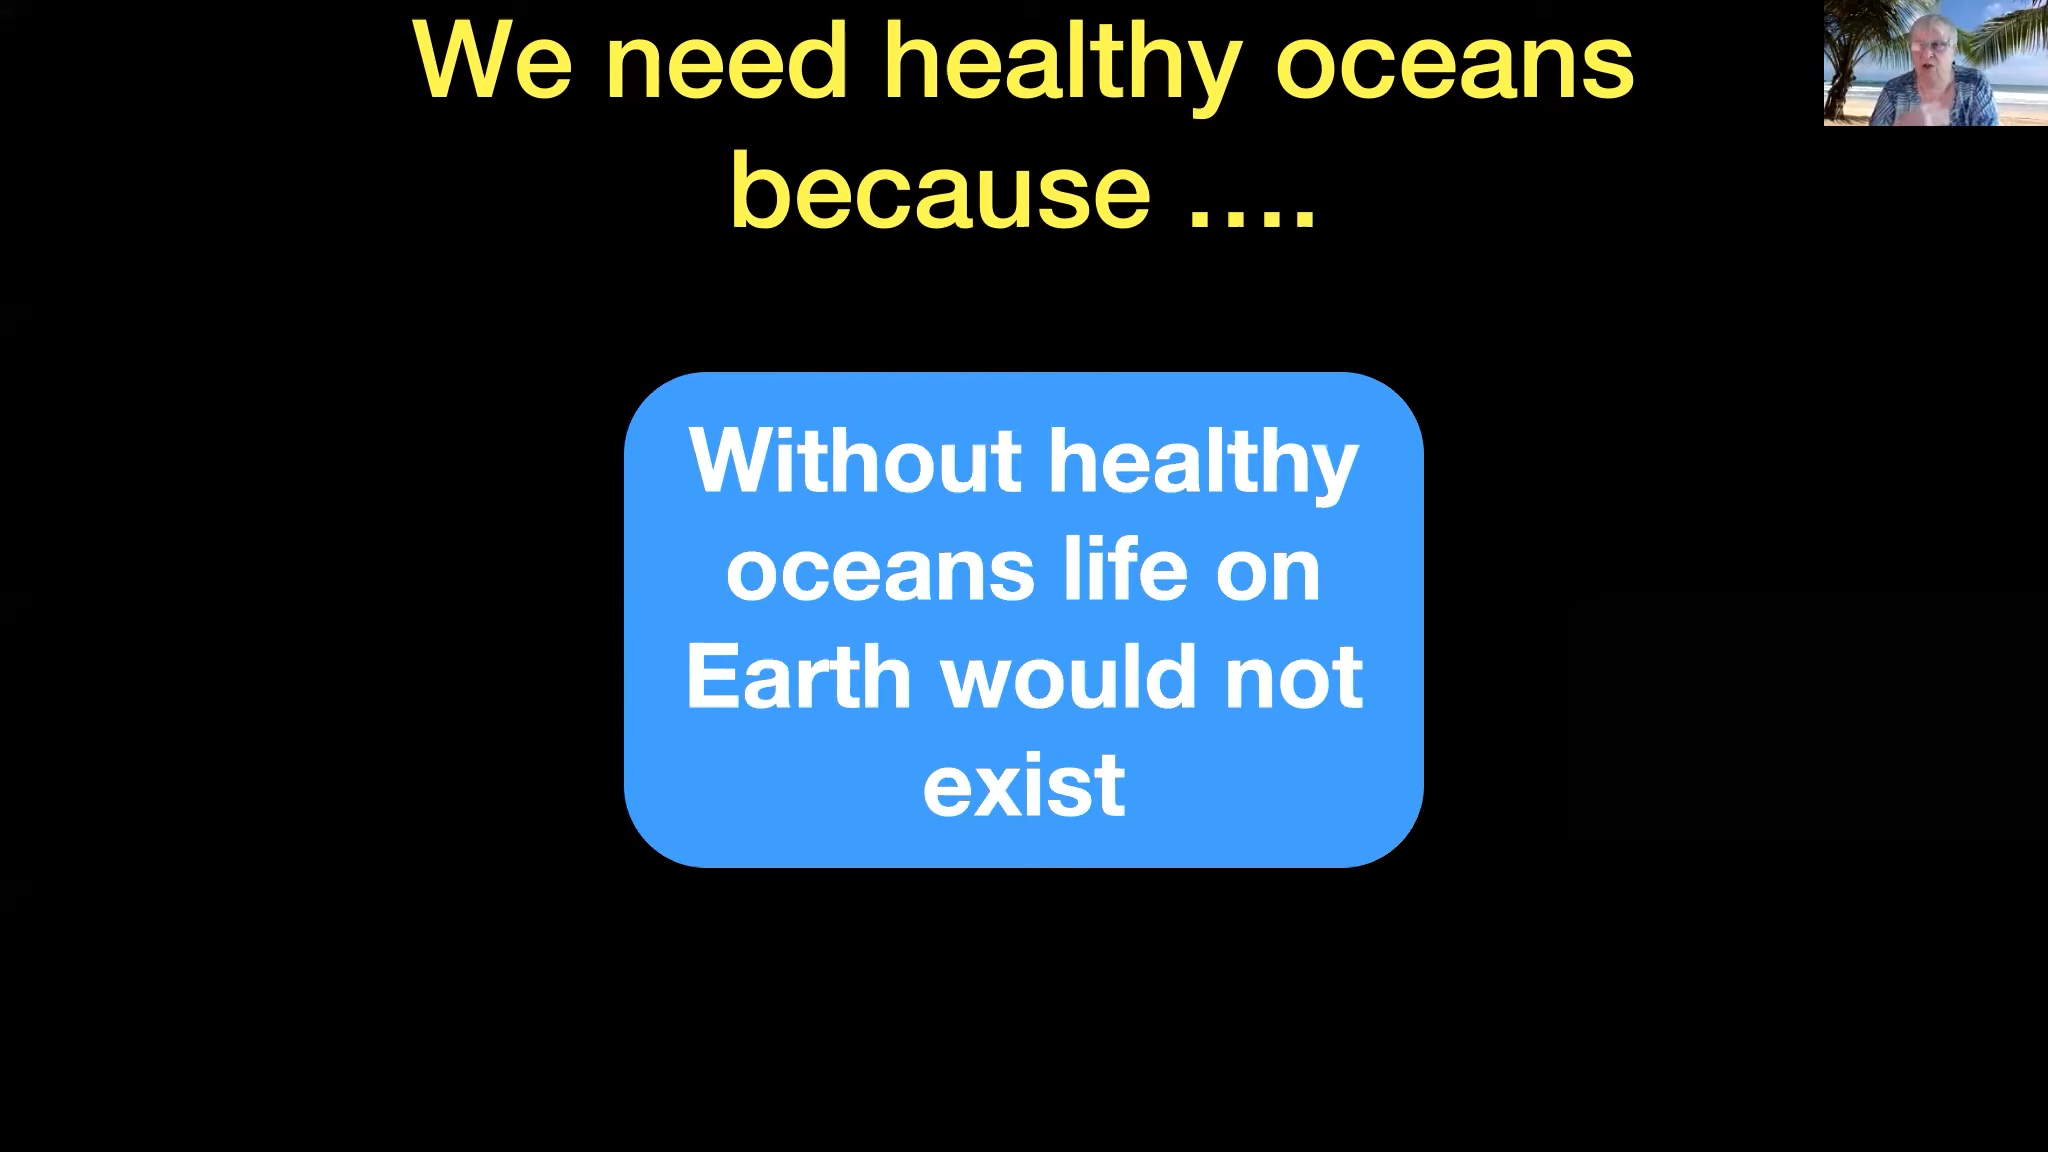 We need healthy oceans
because ....
Without healthy
oceans life on
Earth would not
exist